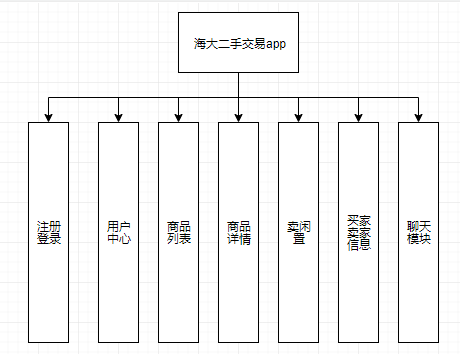 海大二手交易app
注册
登录
用户
中心
商品
列表
商品
详情
卖闲
置
买家
卖家
信息
聊天
模块